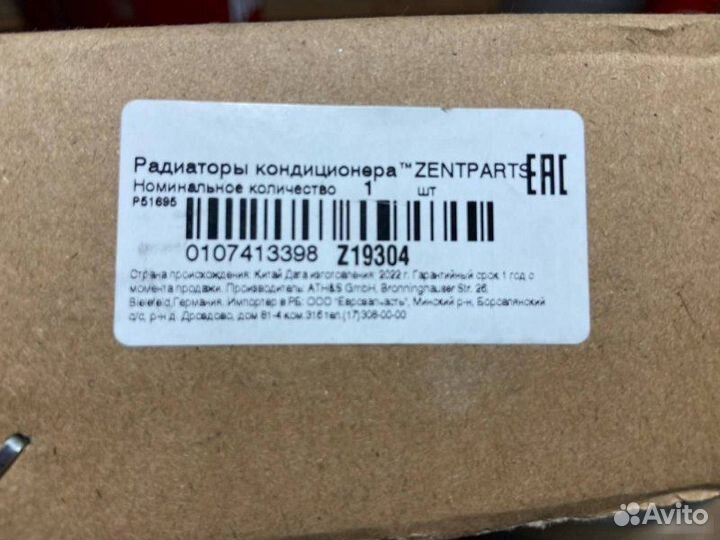 Радиаторы кондиционера™ ZENTPARTS EAC
Номинальное количество 1 шт
P51695
0107413398 Z19304
Страна происхождения: Китай Дата изготовления: 2022 г. Гарантийный срок 1 год с
момента продажи. Производитель: ATH&S GmbH, Bronninghauser Str. 26,
Bielefeld,Германия. Импортер в РБ: ООО "Еврозапчасть", Минский р-н, Боровлянский
с/с, р-н д. Дроздово, дом 81-4 ком.316 тел.(17)308-00-00
Avito